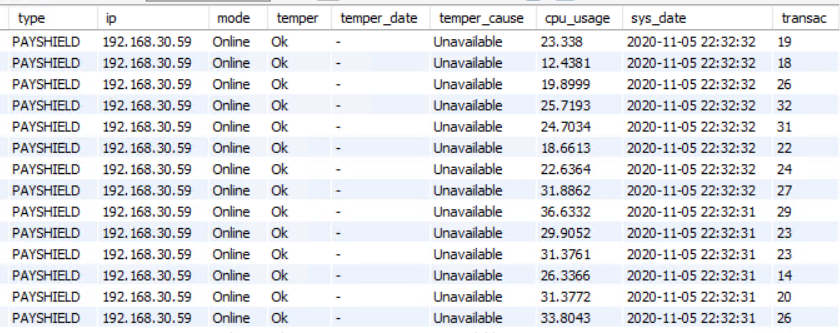 type ip mode temper temper_date temper_cause cpu_usage sys_date transac
PAYSHIELD 192.168.30.59 Online Ok - Unavailable 23.338 2020-11-05 22:32:32 19
PAYSHIELD 192.168.30.59 Online Ok - Unavailable 12.4381 2020-11-05 22:32:32 18
PAYSHIELD 192.168.30.59 Online Ok - Unavailable 19.8999 2020-11-05 22:32:32 26
PAYSHIELD 192.168.30.59 Online Ok - Unavailable 25.7193 2020-11-05 22:32:32 32
PAYSHIELD 192.168.30.59 Online Ok - Unavailable 24.7034 2020-11-05 22:32:32 31
PAYSHIELD 192.168.30.59 Online Ok - Unavailable 18.6613 2020-11-05 22:32:32 22
PAYSHIELD 192.168.30.59 Online Ok - Unavailable 22.6364 2020-11-05 22:32:32 24
PAYSHIELD 192.168.30.59 Online Ok - Unavailable 31.8862 2020-11-05 22:32:32 27
PAYSHIELD 192.168.30.59 Online Ok - Unavailable 36.6332 2020-11-05 22:32:31 29
PAYSHIELD 192.168.30.59 Online Ok - Unavailable 29.9052 2020-11-05 22:32:31 23
PAYSHIELD 192.168.30.59 Online Ok - Unavailable 31.3761 2020-11-05 22:32:31 23
PAYSHIELD 192.168.30.59 Online Ok - Unavailable 26.3366 2020-11-05 22:32:31 14
PAYSHIELD 192.168.30.59 Online Ok - Unavailable 31.3772 2020-11-05 22:32:31 20
PAYSHIELD 192.168.30.59 Online Ok - Unavailable 33.8043 2020-11-05 22:32:31 26